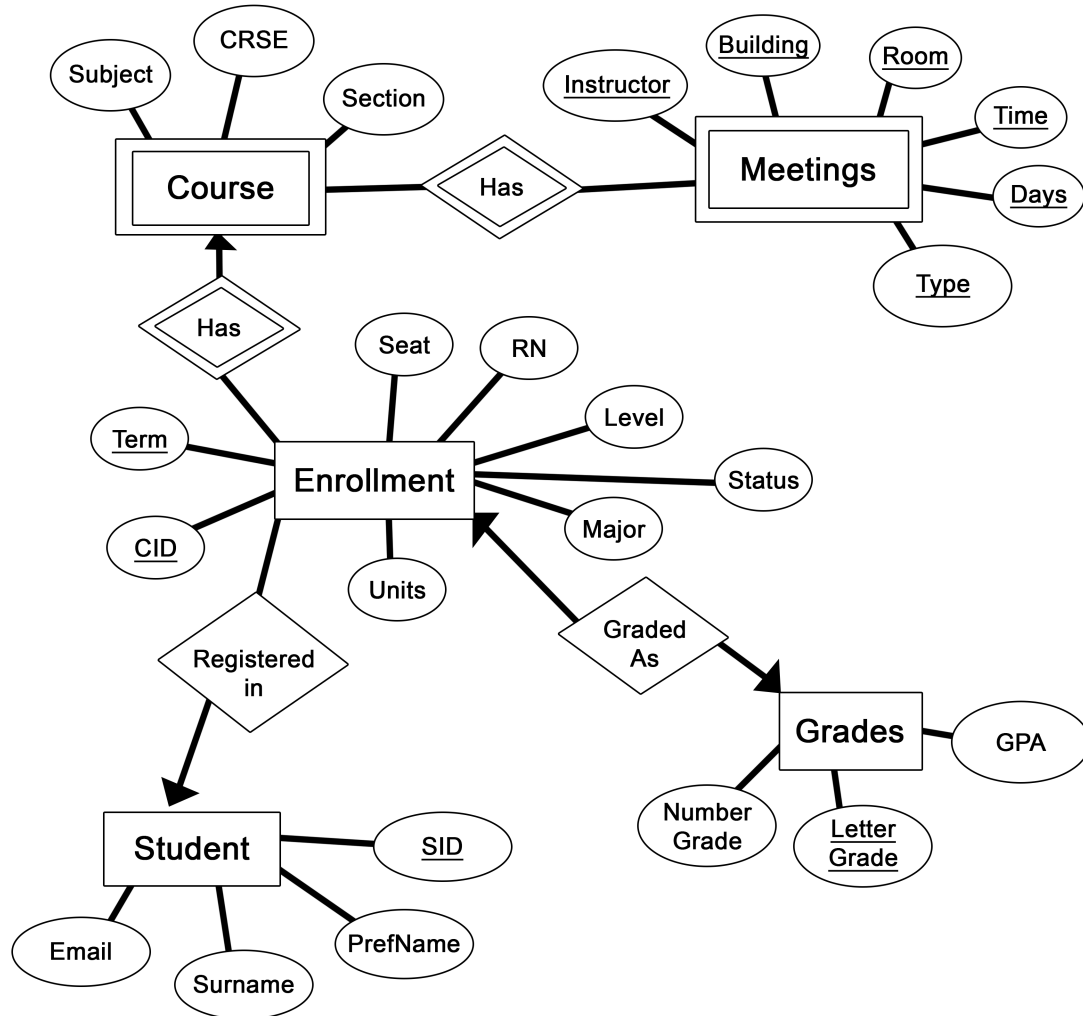 CRSE
Subject
Section
Course
Has
Instructor
Building
Room
Time
Days
Type
Meetings
Has
Seat
RN
Level
Term
Enrollment
Status
CID
Major
Units
Registered
in
Graded
As
Grades
GPA
Number
Grade
Letter
Grade
Student
SID
Email
PrefName
Surname